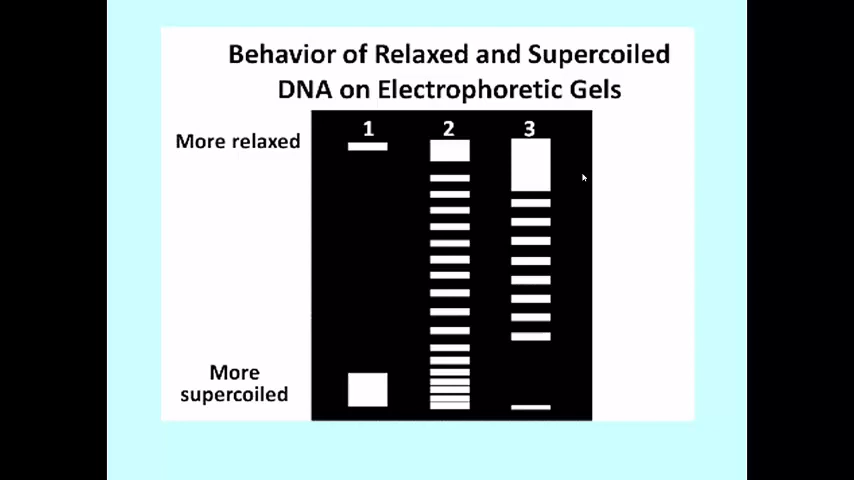 Behavior of Relaxed and Supercoiled
DNA on Electrophoretic Gels
1 2 3
More relaxed
More
supercoiled